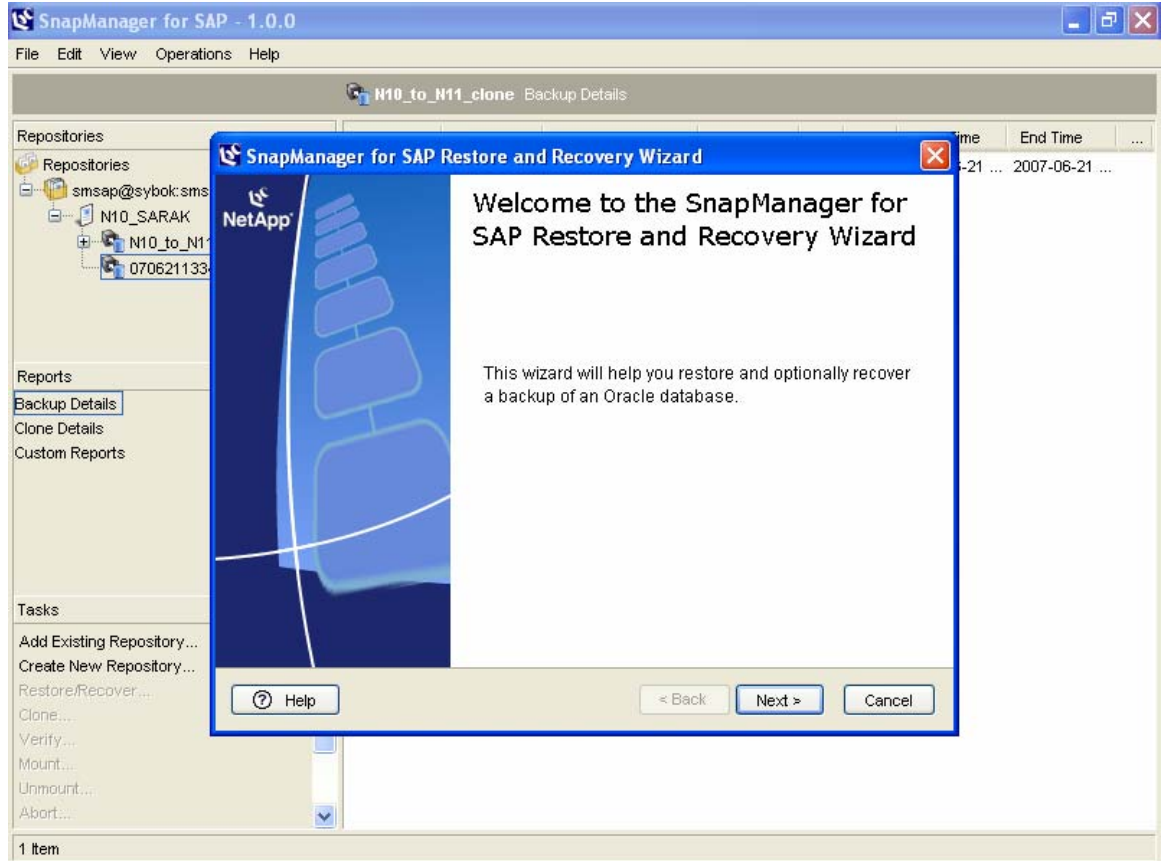 SnapManager for SAP - 1.0.0
File Edit View Operations Help
N10_to_N11_clone Backup Details
Repositories
Time End Time ...
Repositories
-21 ... 2007-06-21 ...
smsap@sybok:sms
N10_SARAK
N10_to_N1
070621133
SnapManager for SAP Restore and Recovery Wizard
NetApp
Welcome to the SnapManager for
SAP Restore and Recovery Wizard
This wizard will help you restore and optionally recover
a backup of an Oracle database.
Help < Back Next > Cancel
Reports
Backup Details
Clone Details
Custom Reports
Tasks
Add Existing Repository...
Create New Repository...
Restore/Recover...
Clone...
Verify...
Mount...
Unmount...
Abort...
1 Item